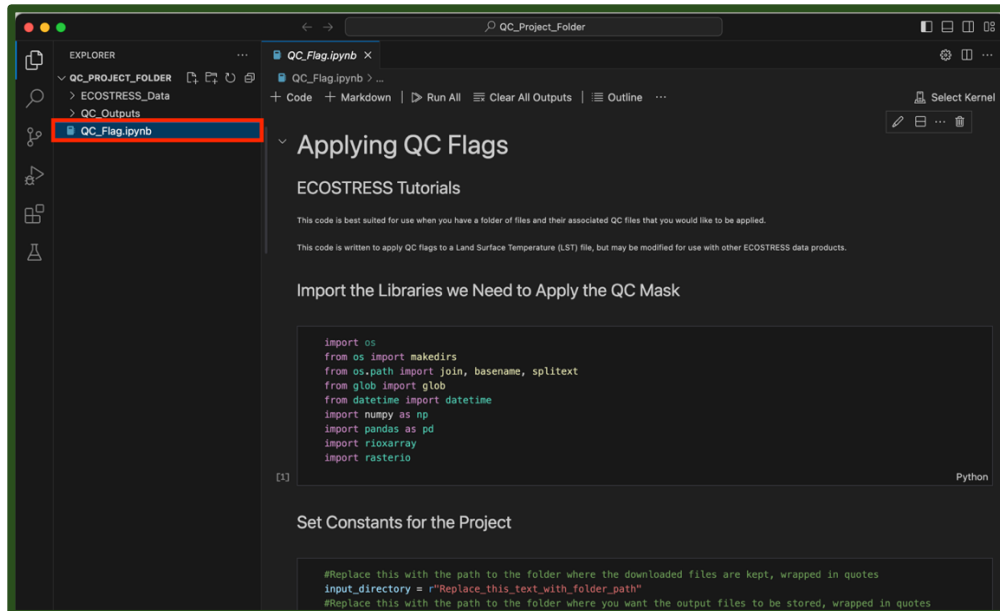 QC_Project_Folder
EXPLORER
QC_PROJECT_FOLDER
ECOSTRESS_Data
QC_Outputs
QC_Flag.ipynb
QC_Flag.ipynb
QC_Flag.ipynb > ...
+ Code + Markdown | Run All Clear All Outputs | Outline ...
Select Kernel
Applying QC Flags
ECOSTRESS Tutorials
This code is best suited for use when you have a folder of files and their associated QC files that you would like to be applied.
This code is written to apply QC flags to a Land Surface Temperature (LST) file, but may be modified for use with other ECOSTRESS data products.
Import the Libraries we Need to Apply the QC Mask
import os
from os import makedirs
from os.path import join, basename, splitext
from glob import glob
from datetime import datetime
import numpy as np
import pandas as pd
import rioxarray
import rasterio
[1]
Python
Set Constants for the Project
#Replace this with the path to the folder where the downloaded files are kept, wrapped in quotes
input_directory = r"Replace_this_text_with_folder_path"
#Replace this with the path to the folder where you want the output files to be stored, wrapped in quotes